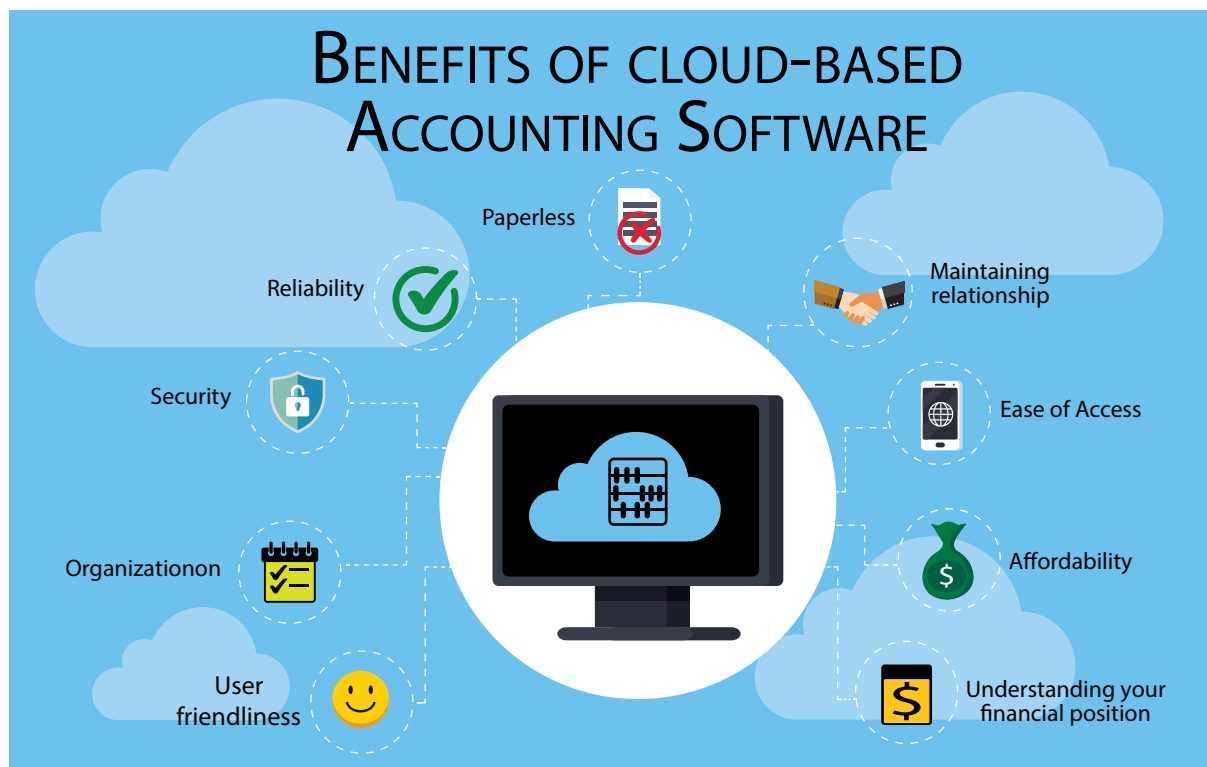 BENEFITS OF CLOUD-BASED
ACCOUNTING SOFTWARE
Paperless
Reliability
Maintaining
relationship
Security
Ease of Access
Organizationon
Affordability
$
User
friendliness
$
Understanding your
financial position